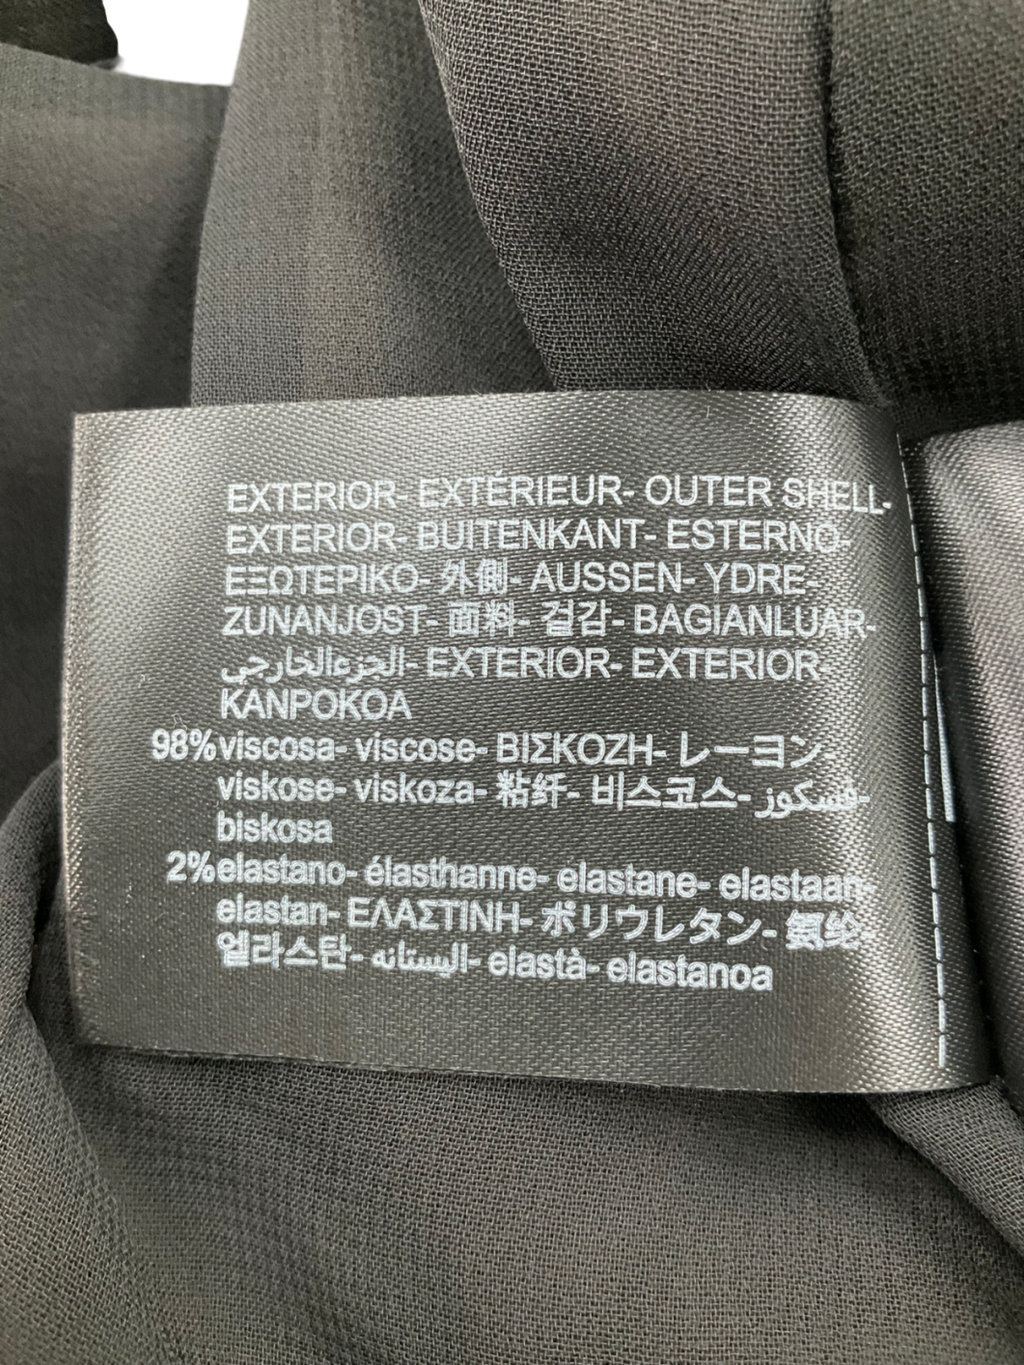 EXTERIOR- EXTÉRIEUR- OUTER SHELL-
EXTERIOR- BUITENKANT- ESTERNO-
ΕΞΩΤΕΡΙΚΟ- 外側- AUSSEN- YDRE-
ZUNANJOST- 面料- 겉감- BAGIANLUAR-
الجزءالخارجي- EXTERIOR- EXTERIOR-
KANPOKOA
98% viscosa- viscose- ΒΙΣΚΟΖΗ- レーヨン-
viskose- viskoza- 粘纤- 비스코스- فسكوز-
biskosa
2% elastano- élasthanne- elastane- elastaan-
elastan- ΕΛΑΣΤΙΝΗ- ポリウレタン- 氨纶-
엘라스탄- اليستانه- elastà- elastanoa